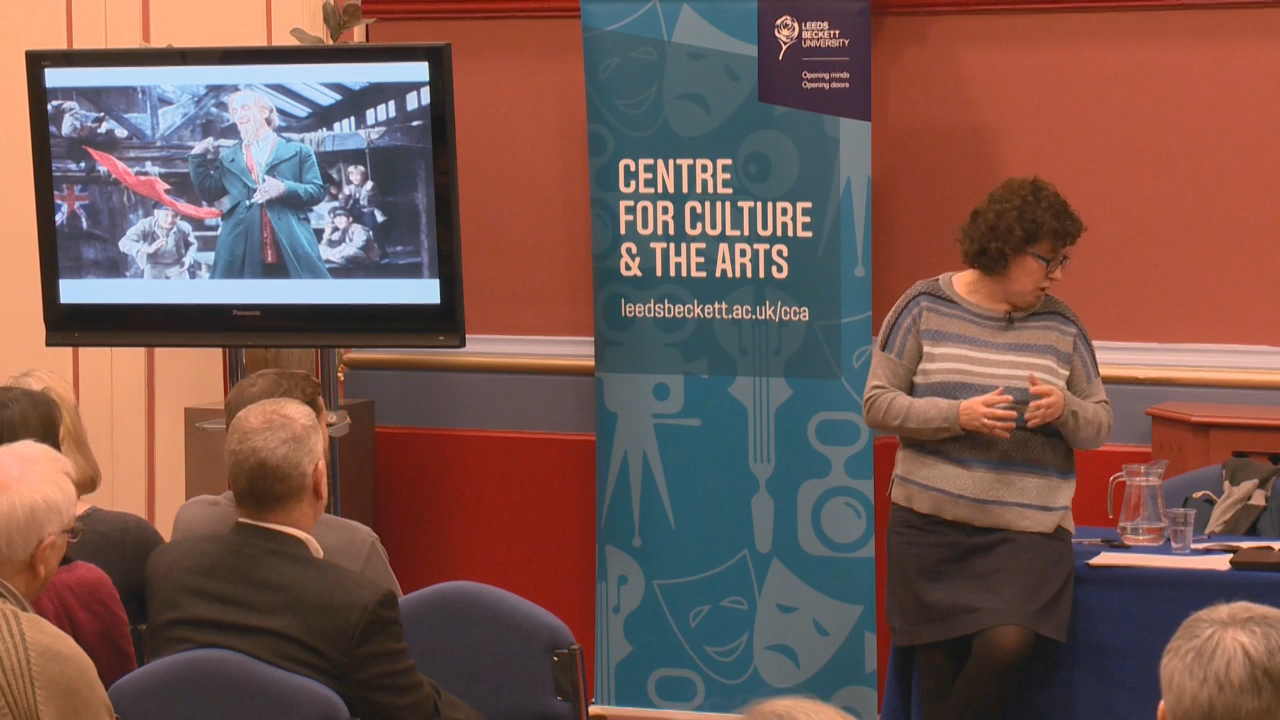 LEEDS
BECKETT
UNIVERSITY
Opening minds
Opening doors
CENTRE
FOR CULTURE
& THE ARTS
leedsbeckett.ac.uk/cca
Panasonic